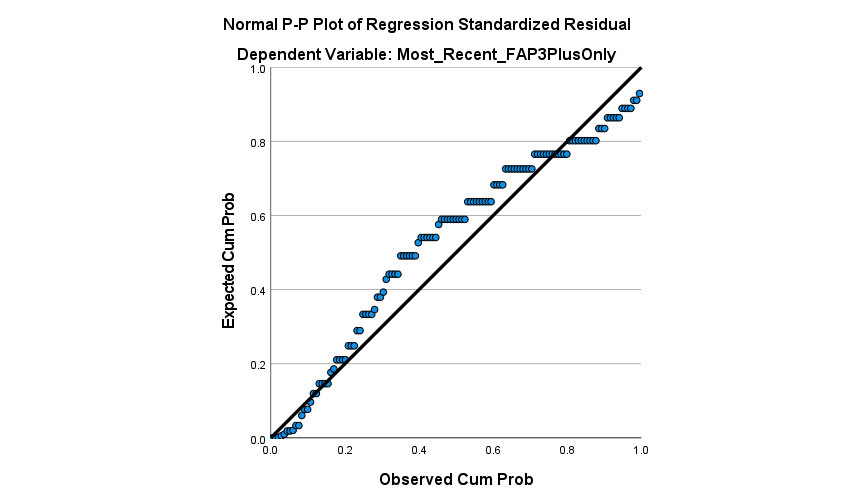 Normal P-P Plot of Regression Standardized Residual
Dependent Variable: Most_Recent_FAP3PlusOnly
1.0
0.8
0.6
0.4
0.2
0.0
Expected Cum Prob
0.0 0.2 0.4 0.6 0.8 1.0
Observed Cum Prob